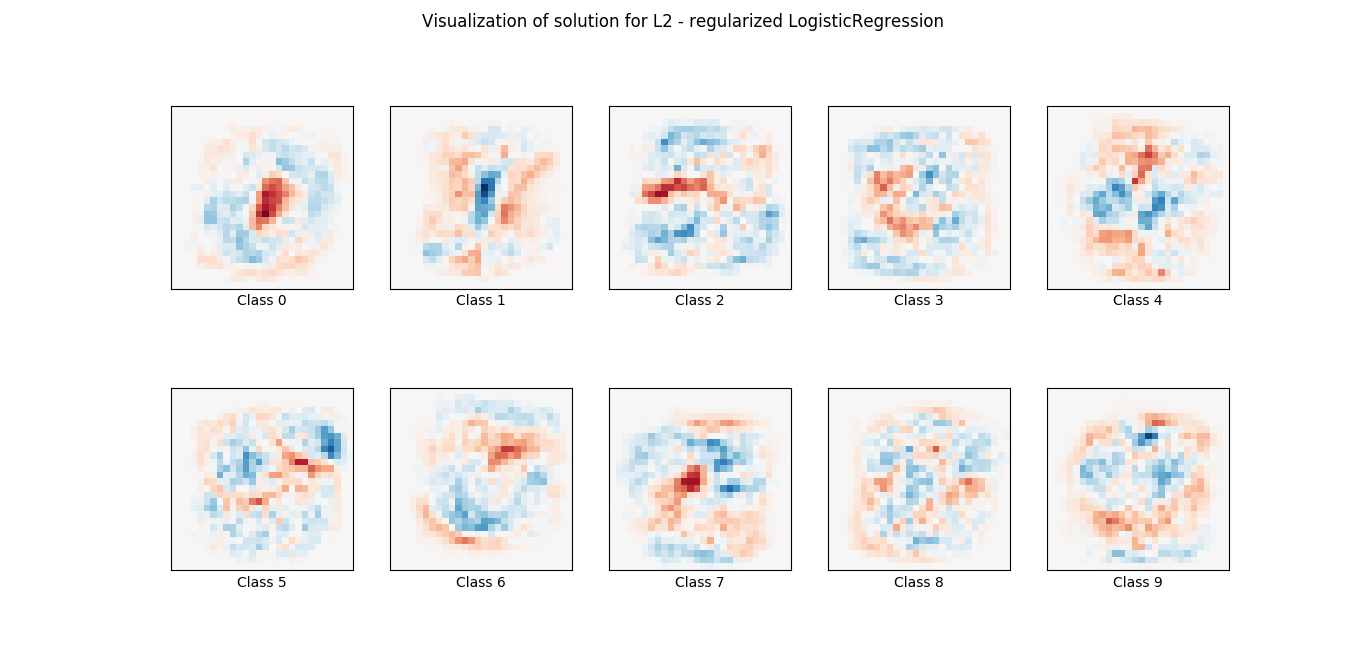 Visualization of solution for L2 - regularized LogisticRegression
Class 0
Class 1
Class 2
Class 3
Class 4
Class 5
Class 6
Class 7
Class 8
Class 9